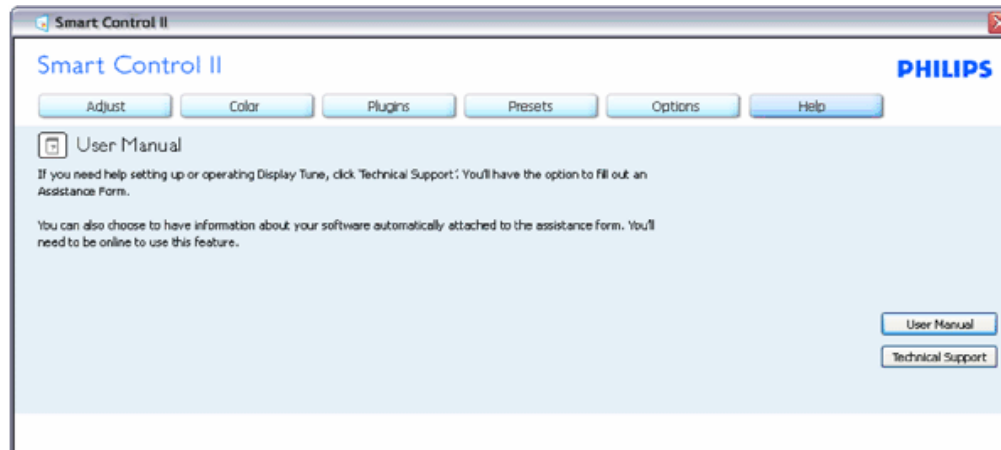 Smart Control II
Smart Control II
PHILIPS
Adjust
Color
Plugins
Presets
Options
Help
User Manual
If you need help setting up or operating Display Tune, click 'Technical Support'. You'll have the option to fill out an
Assistance Form.
You can also choose to have information about your software automatically attached to the assistance form. You'll
need to be online to use this feature.
User Manual
Technical Support